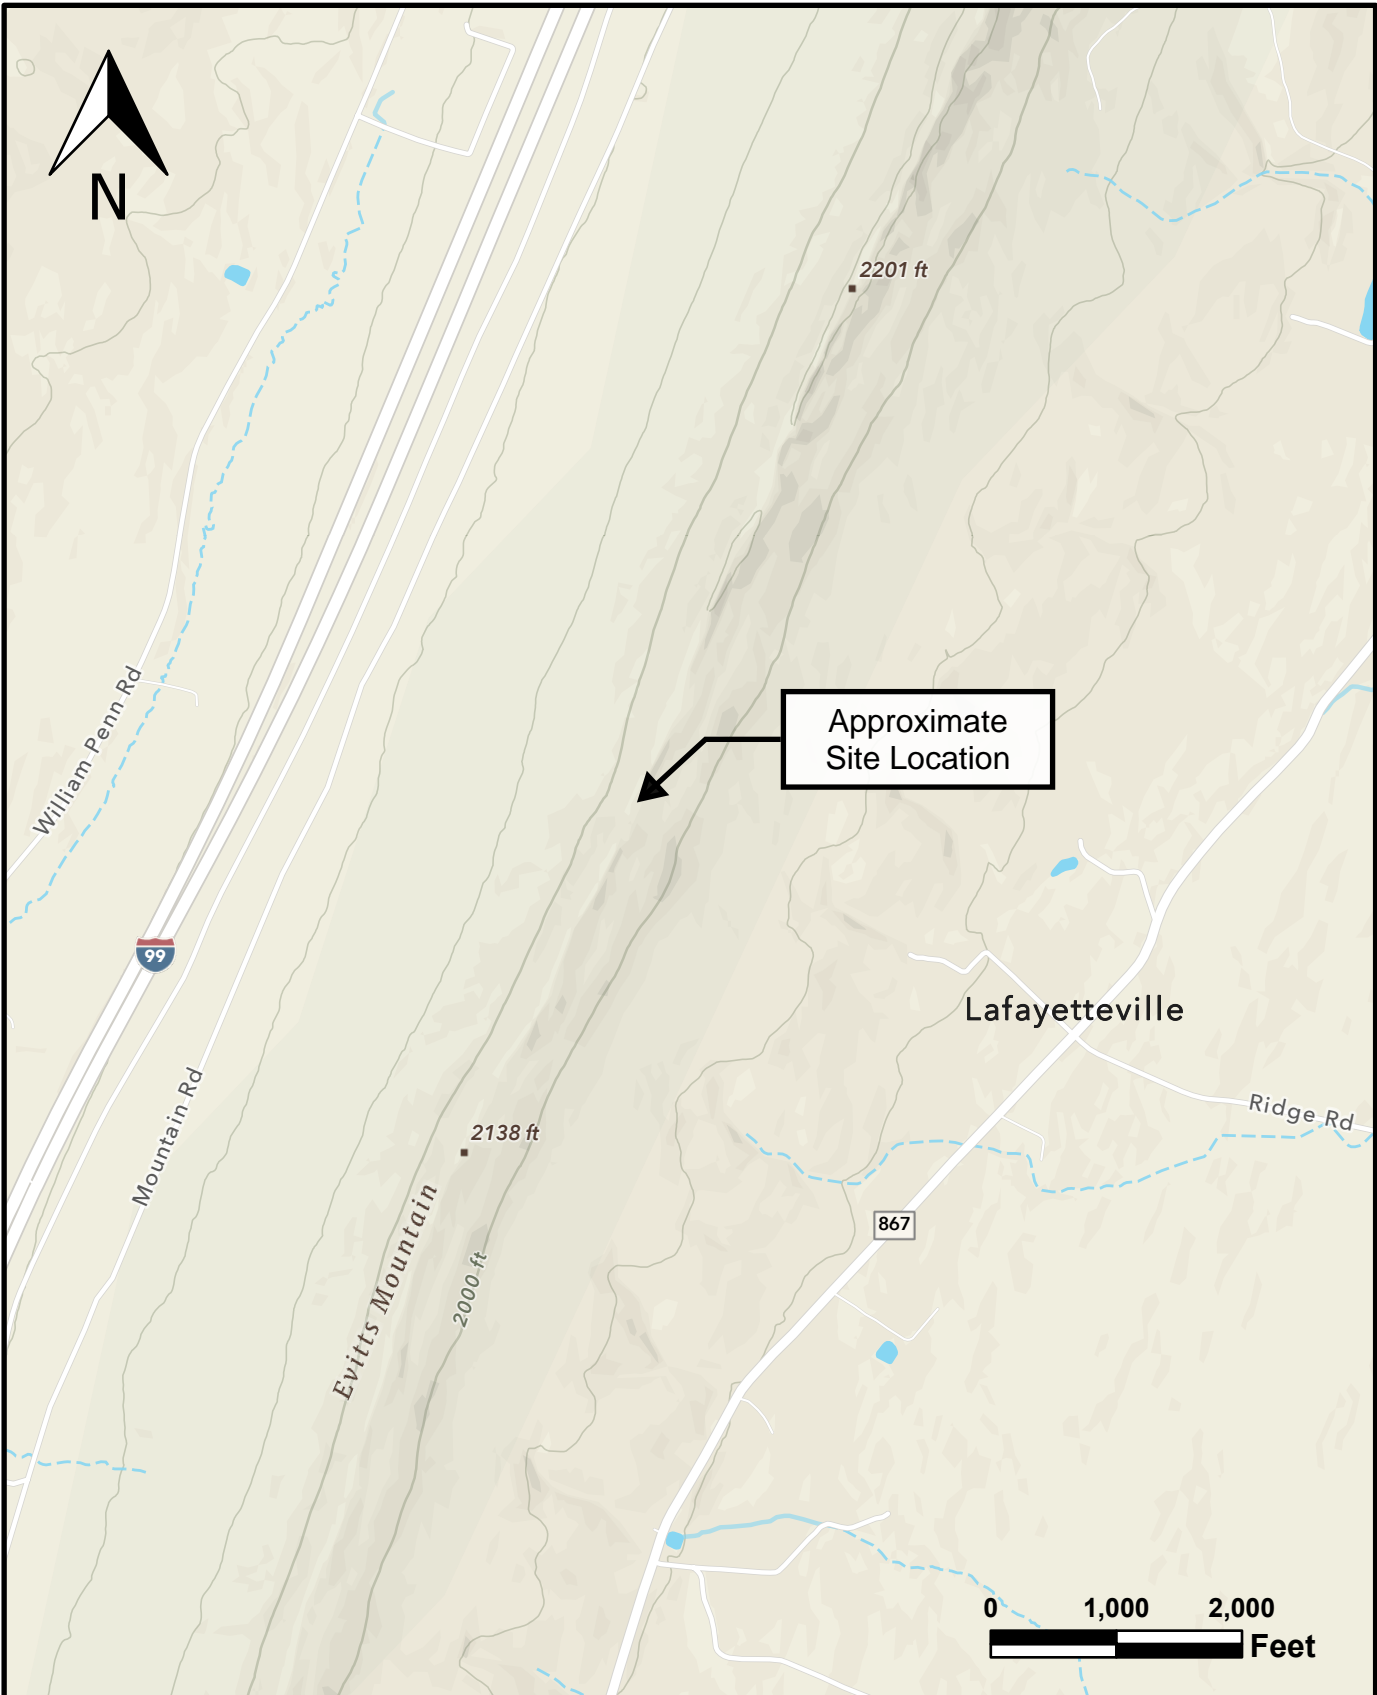 N
2201 ft
William Penn Rd
Approximate
Site Location
99
Lafayetteville
Mountain Rd
Ridge Rd
2138 ft
Evitts Mountain
867
2000 ft
0 1,000 2,000
Feet